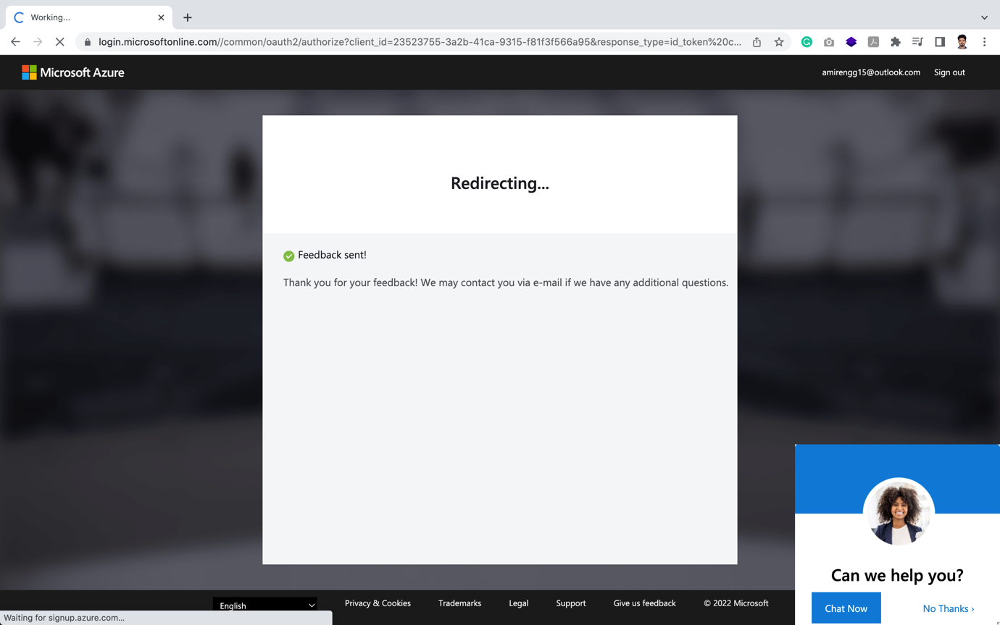 Working...
login.microsoftonline.com//common/oauth2/authorize?client_id=23523755-3a2b-41ca-9315-f81f3f566a95&response_type=id_token%20c...
Microsoft Azure
amirengg15@outlook.com Sign out
Redirecting...
Feedback sent!
Thank you for your feedback! We may contact you via e-mail if we have any additional questions.
Can we help you?
Chat Now No Thanks ›
English
Privacy & Cookies Trademarks Legal Support Give us feedback © 2022 Microsoft
Waiting for signup.azure.com...